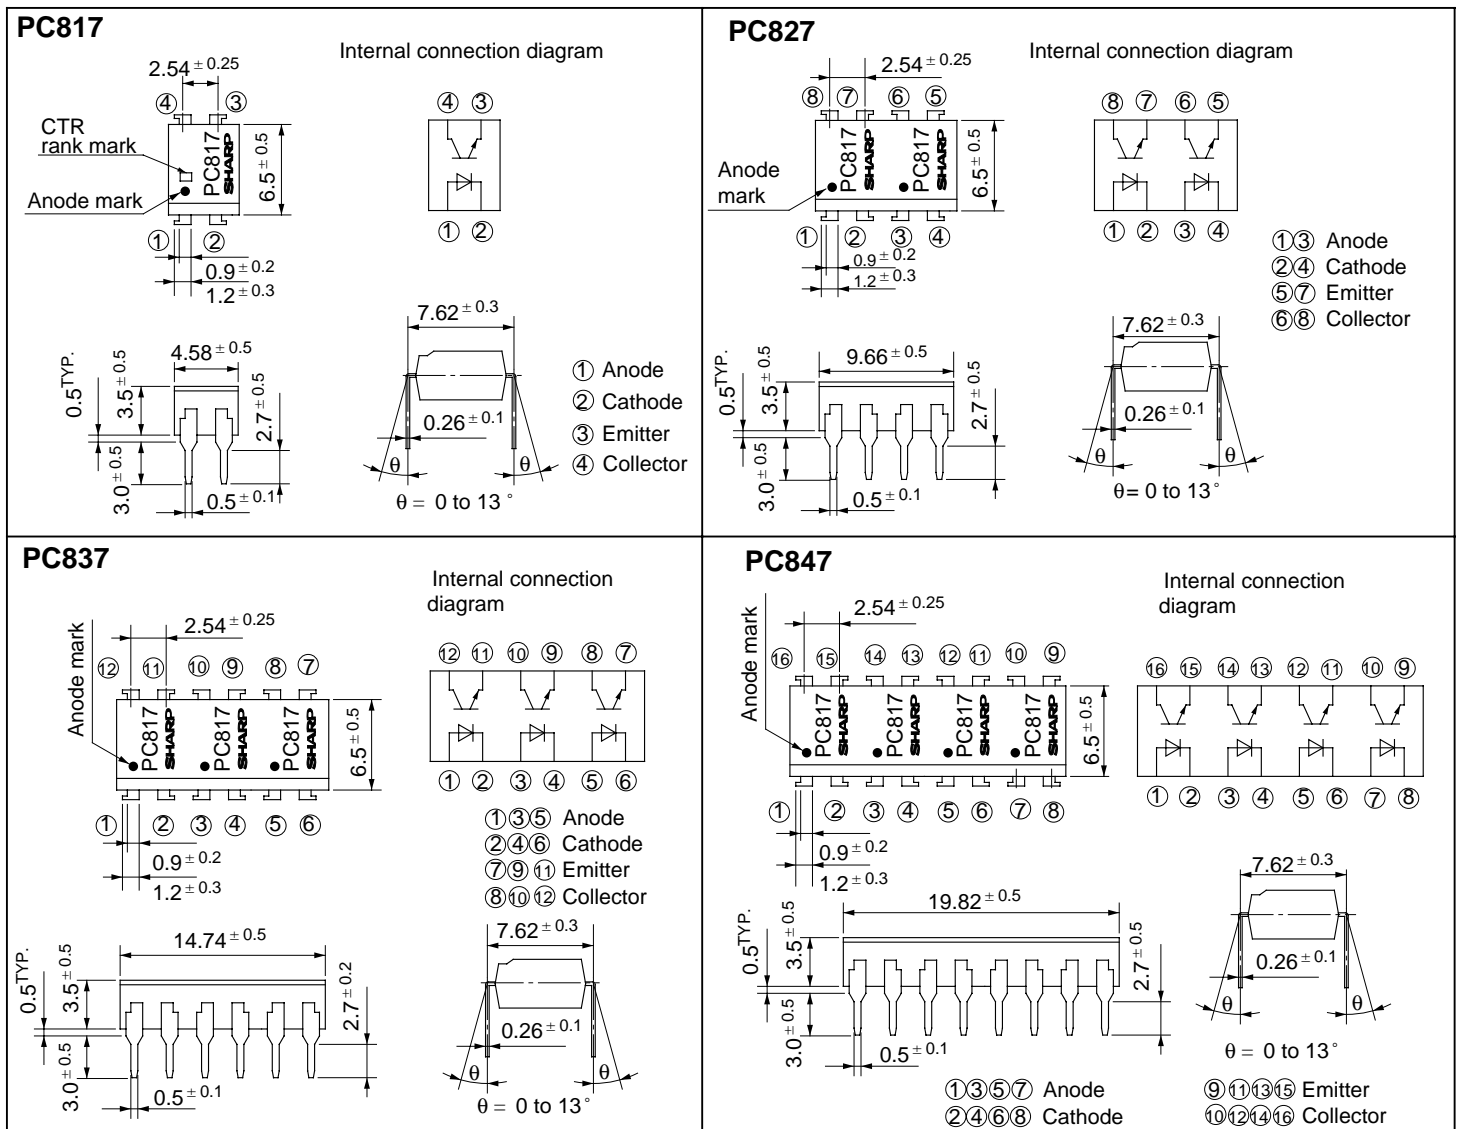 PC817
Internal connection diagram
2.54 ± 0.25
④ ③
④ ③
CTR
rank mark
Anode mark
PC817
SHARP
6.5 ± 0.5
① ②
① ②
0.9 ± 0.2
1.2 ± 0.3
7.62 ± 0.3
4.58 ± 0.5
0.5 TYP.
3.5 ± 0.5
2.7 ± 0.5
3.0 ± 0.5
0.5 ± 0.1
0.26 ± 0.1
θ θ
θ = 0 to 13 °
① Anode
② Cathode
③ Emitter
④ Collector
PC827
Internal connection diagram
2.54 ± 0.25
⑧ ⑦ ⑥ ⑤
⑧ ⑦ ⑥ ⑤
Anode
mark
PC817
SHARP
PC817
SHARP
6.5 ± 0.5
① ② ③ ④
① ② ③ ④
0.9 ± 0.2
1.2 ± 0.3
①③ Anode
②④ Cathode
⑤⑦ Emitter
⑥⑧ Collector
7.62 ± 0.3
9.66 ± 0.5
0.5 TYP.
3.5 ± 0.5
2.7 ± 0.5
3.0 ± 0.5
0.5 ± 0.1
0.26 ± 0.1
θ θ
θ = 0 to 13 °
PC837
Internal connection
diagram
Anode mark
2.54 ± 0.25
⑫ ⑪ ⑩ ⑨ ⑧ ⑦
⑫ ⑪ ⑩ ⑨ ⑧ ⑦
PC817
SHARP
PC817
SHARP
PC817
SHARP
6.5 ± 0.5
① ② ③ ④ ⑤ ⑥
① ② ③ ④ ⑤ ⑥
0.9 ± 0.2
1.2 ± 0.3
①③⑤ Anode
②④⑥ Cathode
⑦⑨⑪ Emitter
⑧⑩⑫ Collector
14.74 ± 0.5
7.62 ± 0.3
0.5 TYP.
3.5 ± 0.5
2.7 ± 0.2
3.0 ± 0.5
0.5 ± 0.1
0.26 ± 0.1
θ θ
θ = 0 to 13 °
PC847
Internal connection
diagram
Anode mark
2.54 ± 0.25
⑯ ⑮ ⑭ ⑬ ⑫ ⑪ ⑩ ⑨
⑯ ⑮ ⑭ ⑬ ⑫ ⑪ ⑩ ⑨
PC817
SHARP
PC817
SHARP
PC817
SHARP
PC817
SHARP
6.5 ± 0.5
① ② ③ ④ ⑤ ⑥ ⑦ ⑧
① ② ③ ④ ⑤ ⑥ ⑦ ⑧
0.9 ± 0.2
1.2 ± 0.3
19.82 ± 0.5
7.62 ± 0.3
0.5 TYP.
3.5 ± 0.5
2.7 ± 0.5
3.0 ± 0.5
0.5 ± 0.1
0.26 ± 0.1
θ θ
θ = 0 to 13 °
①③⑤⑦ Anode
②④⑥⑧ Cathode
⑨⑪⑬⑮ Emitter
⑩⑫⑭⑯ Collector